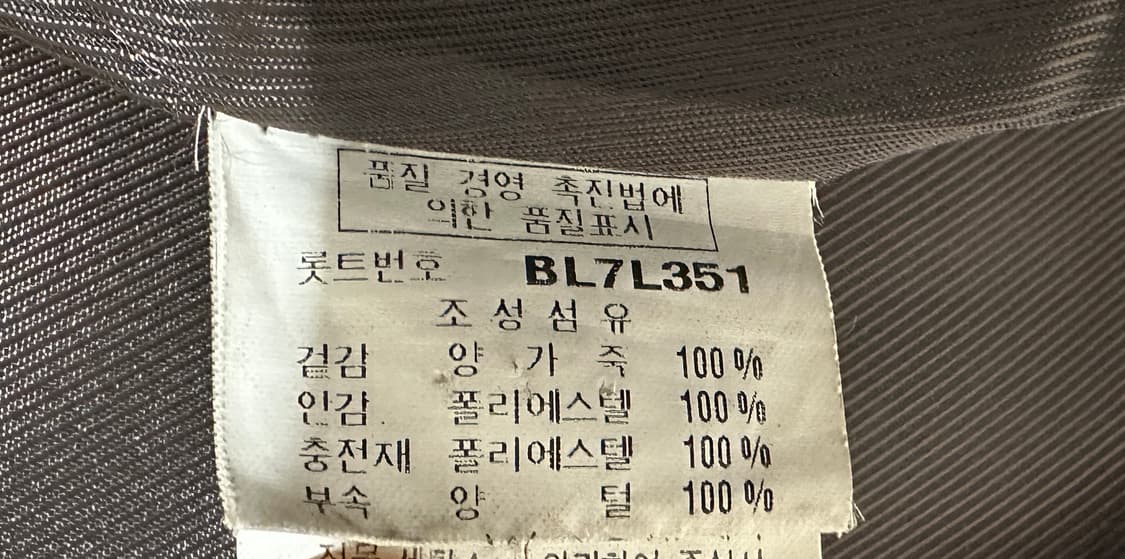 품질 경영 촉진법에
의한 품질표시
롯트번호 BL7L351
조성섬유
겉감 양가죽 100%
안감 폴리에스텔 100%
충전재 폴리에스텔 100%
부속 양털 100%